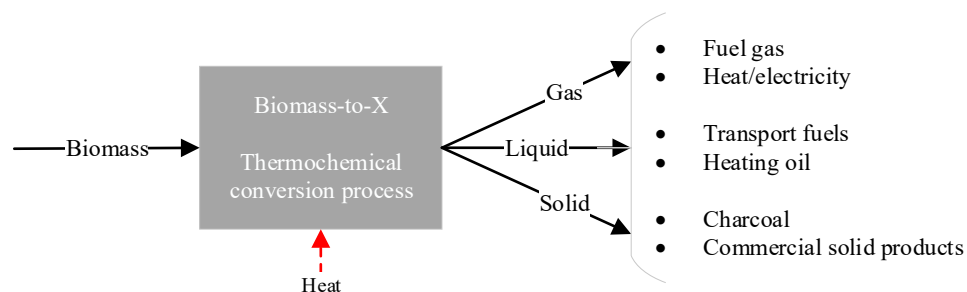 Biomass
Biomass-to-X
Thermochemical
conversion process
Heat
Gas
Liquid
Solid
• Fuel gas
• Heat/electricity
• Transport fuels
• Heating oil
• Charcoal
• Commercial solid products